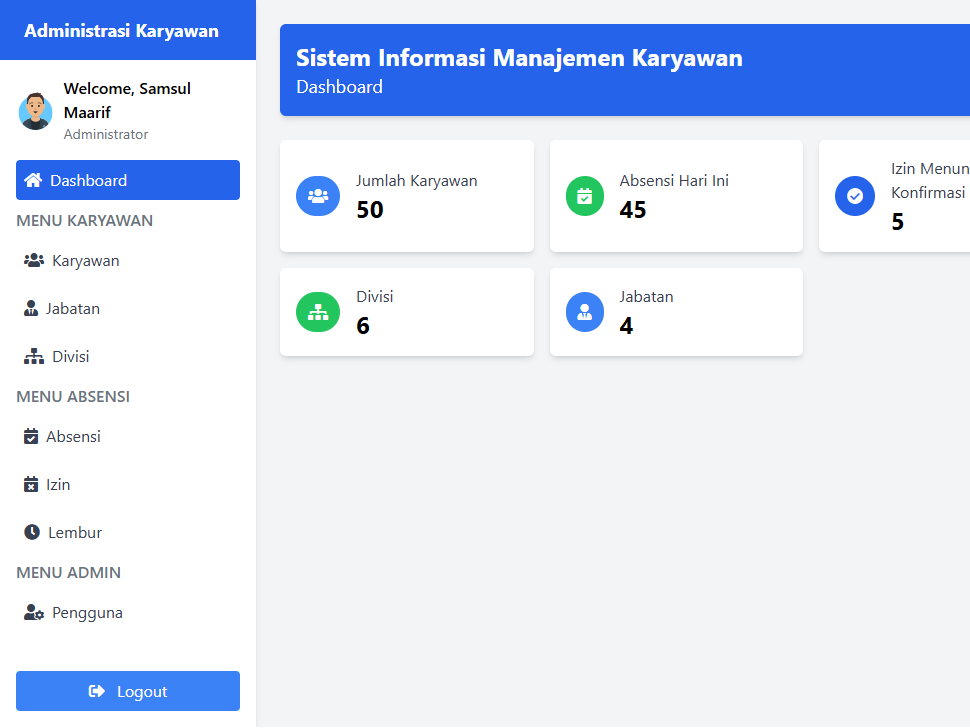 Administrasi Karyawan
Welcome, Samsul
Maarif
Administrator
Dashboard
MENU KARYAWAN
Karyawan
Jabatan
Divisi
MENU ABSENSI
Absensi
Izin
Lembur
MENU ADMIN
Pengguna
Logout
Sistem Informasi Manajemen Karyawan
Dashboard
Jumlah Karyawan
50
Absensi Hari Ini
45
Izin Menun
Konfirmasi
5
Divisi
6
Jabatan
4